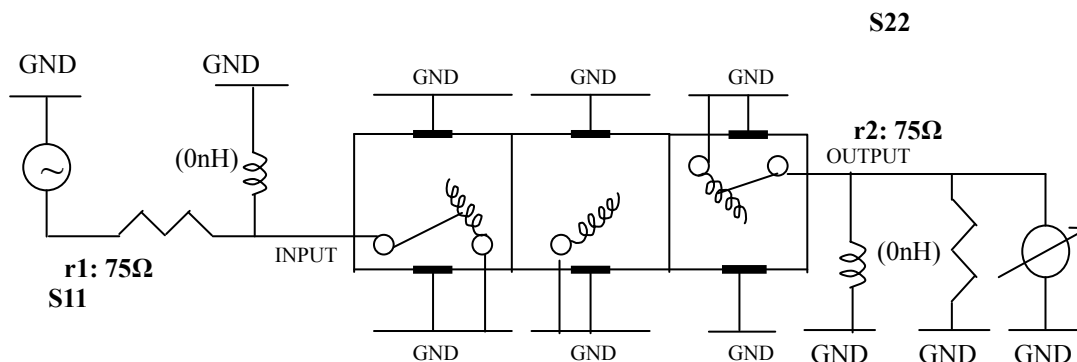 S22
GND
GND
GND
GND
GND
r2: 75Ω
OUTPUT
(0nH)
(0nH)
INPUT
r1: 75Ω
S11
GND
GND
GND
GND
GND
GND